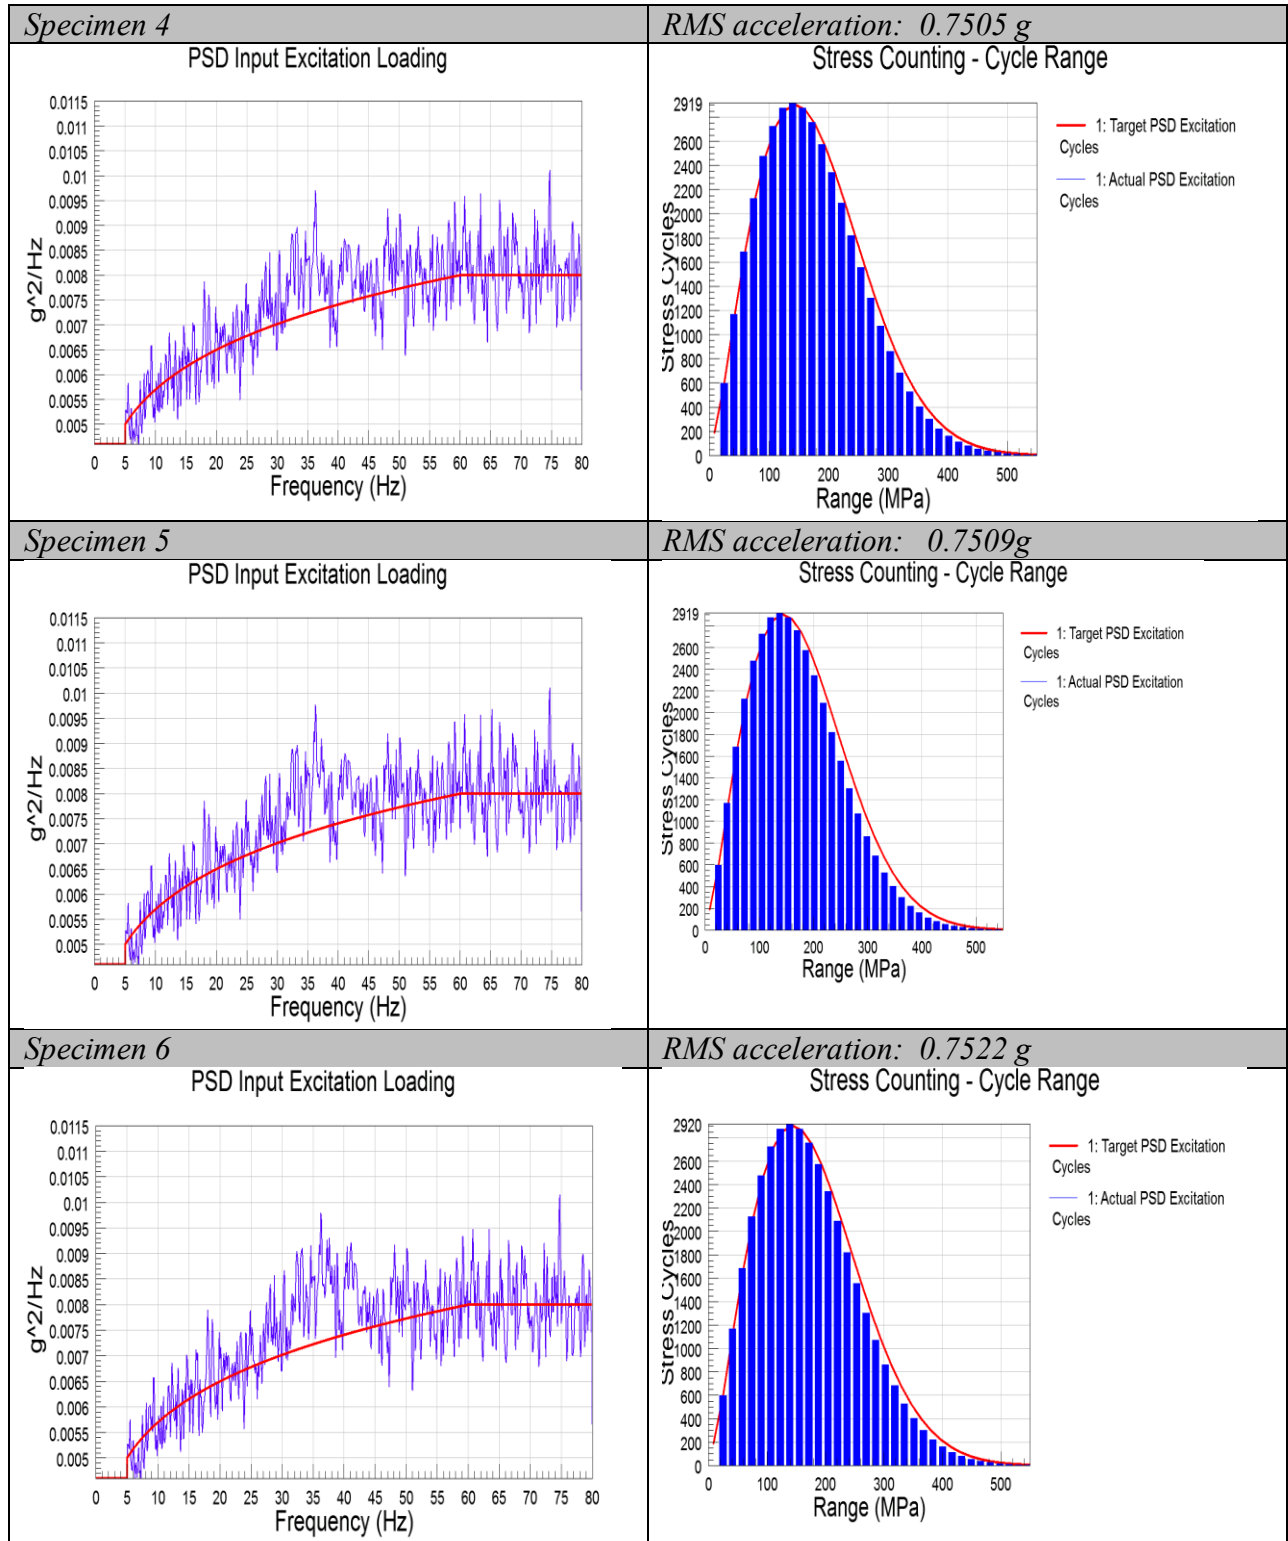 Specimen 4
RMS acceleration: 0.7505 g
PSD Input Excitation Loading
0.0115
0.011
0.0105
0.01
0.0095
0.009
0.0085
0.008
0.0075
0.007
0.0065
0.006
0.0055
0.005
g^2/Hz
0 5 10 15 20 25 30 35 40 45 50 55 60 65 70 75 80
Frequency (Hz)
Stress Counting - Cycle Range
2919
2600
2400
2200
2000
1800
1600
1400
1200
1000
800
600
400
200
0
Stress Cycles
0 100 200 300 400 500
Range (MPa)
1: Target PSD Excitation
Cycles
1: Actual PSD Excitation
Cycles
Specimen 5
RMS acceleration: 0.7509g
PSD Input Excitation Loading
0.0115
0.011
0.0105
0.01
0.0095
0.009
0.0085
0.008
0.0075
0.007
0.0065
0.006
0.0055
0.005
g^2/Hz
0 5 10 15 20 25 30 35 40 45 50 55 60 65 70 75 80
Frequency (Hz)
Stress Counting - Cycle Range
2919
2600
2400
2200
2000
1800
1600
1400
1200
1000
800
600
400
200
0
Stress Cycles
0 100 200 300 400 500
Range (MPa)
1: Target PSD Excitation
Cycles
1: Actual PSD Excitation
Cycles
Specimen 6
RMS acceleration: 0.7522 g
PSD Input Excitation Loading
0.0115
0.011
0.0105
0.01
0.0095
0.009
0.0085
0.008
0.0075
0.007
0.0065
0.006
0.0055
0.005
g^2/Hz
0 5 10 15 20 25 30 35 40 45 50 55 60 65 70 75 80
Frequency (Hz)
Stress Counting - Cycle Range
2920
2600
2400
2200
2000
1800
1600
1400
1200
1000
800
600
400
200
0
Stress Cycles
0 100 200 300 400 500
Range (MPa)
1: Target PSD Excitation
Cycles
1: Actual PSD Excitation
Cycles